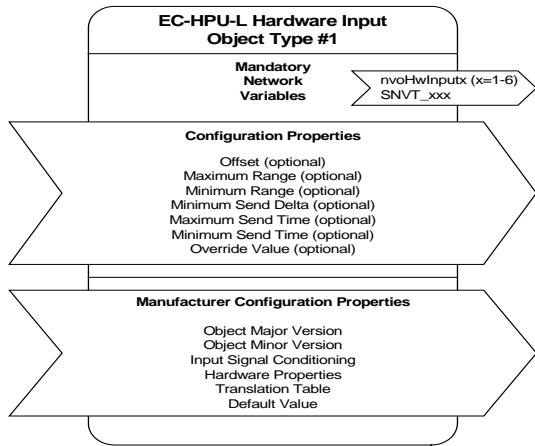 EC-HPU-L Hardware Input
Object Type #1
Mandatory
Network
Variables
nvoHwInputx (x=1-6)
SNVT_xxx
Configuration Properties
Offset (optional)
Maximum Range (optional)
Minimum Range (optional)
Minimum Send Delta (optional)
Maximum Send Time (optional)
Minimum Send Time (optional)
Override Value (optional)
Manufacturer Configuration Properties
Object Major Version
Object Minor Version
Input Signal Conditioning
Hardware Properties
Translation Table
Default Value